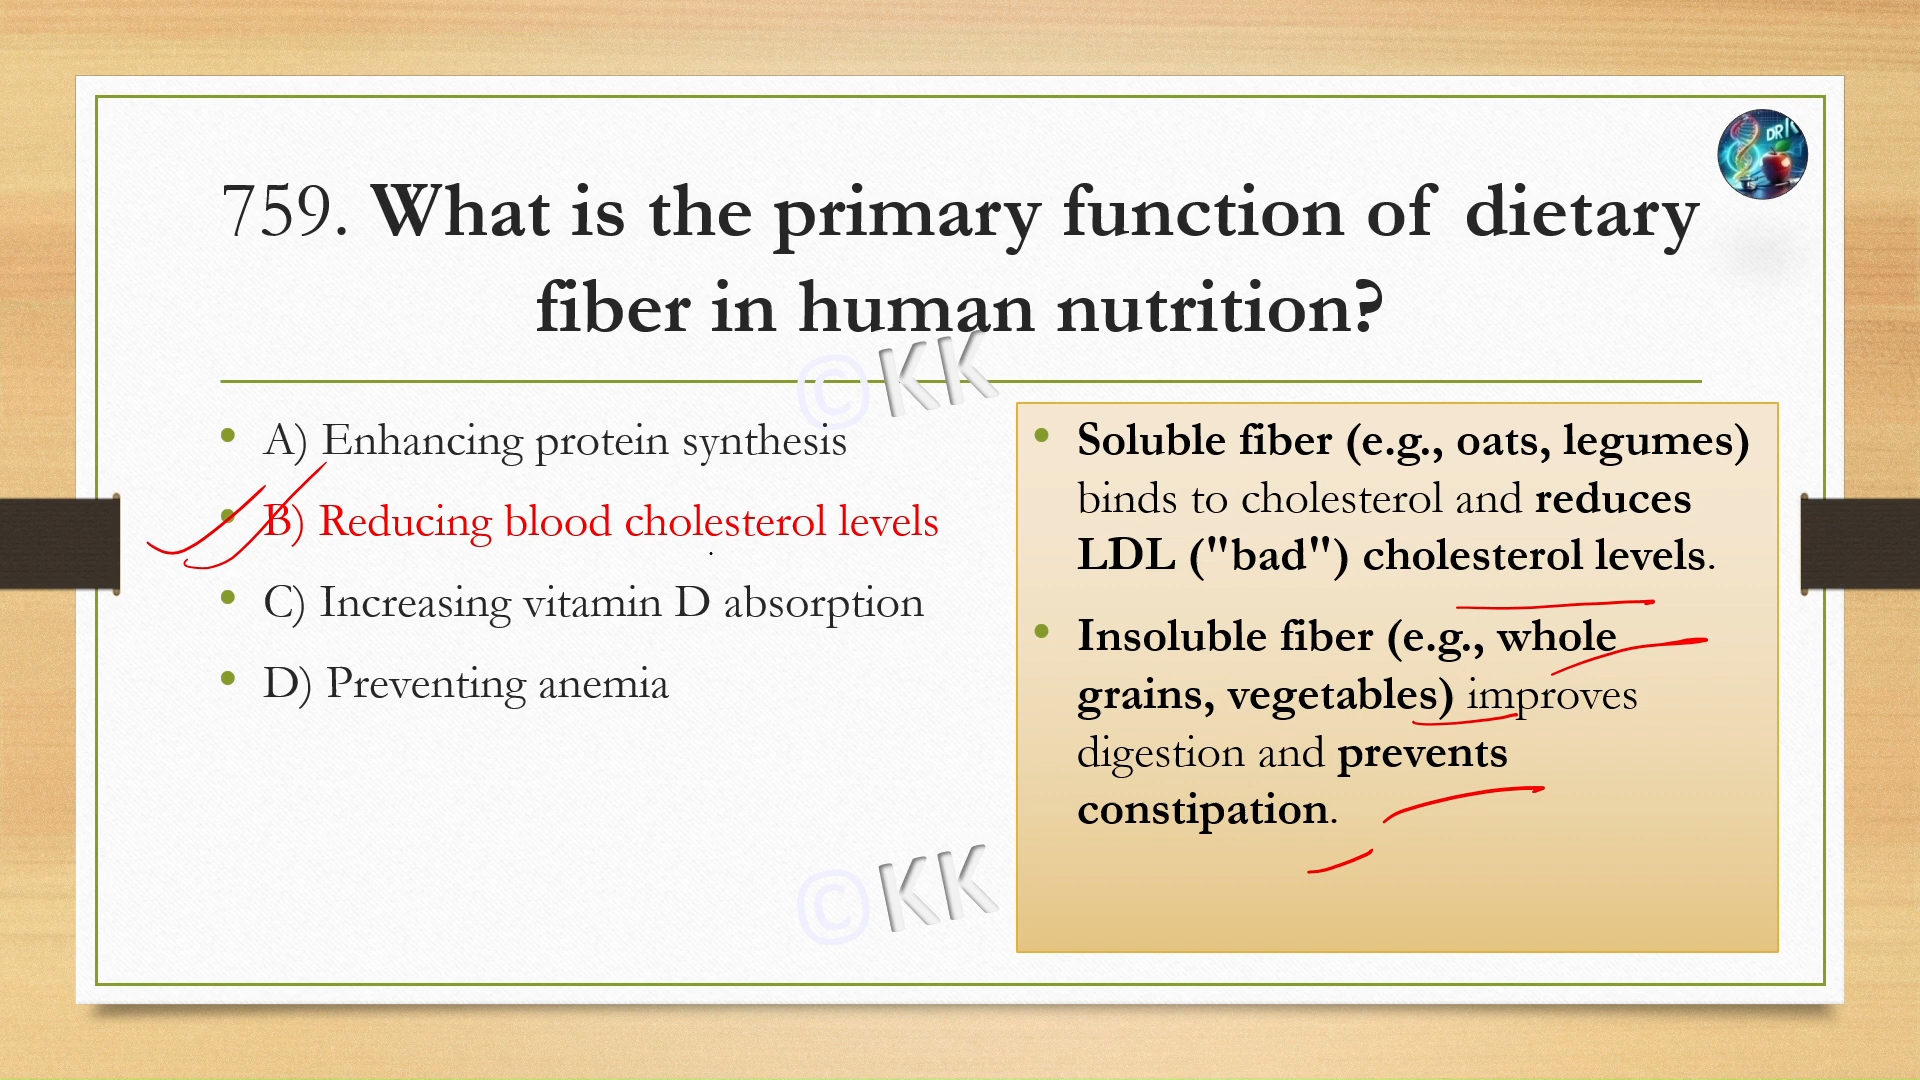 759. What is the primary function of dietary
fiber in human nutrition?
©KK
A) Enhancing protein synthesis
B) Reducing blood cholesterol levels
C) Increasing vitamin D absorption
D) Preventing anemia
Soluble fiber (e.g., oats, legumes)
binds to cholesterol and reduces
LDL ("bad") cholesterol levels.
Insoluble fiber (e.g., whole
grains, vegetables) improves
digestion and prevents
constipation.
©KK